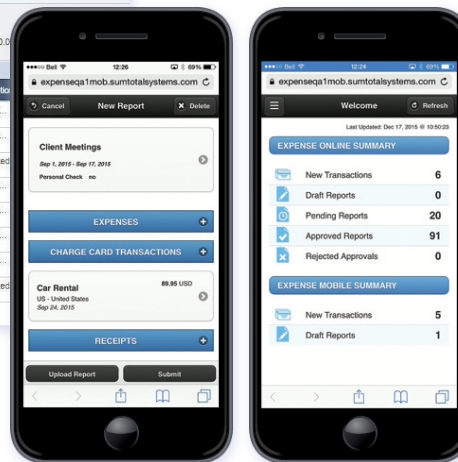 Bell 12:26 69%
expenseqa1mob.sumtotalsystems.com
Cancel New Report Delete
Client Meetings
Sep 1, 2015 - Sep 17, 2015
Personal Check no
EXPENSES
CHARGE CARD TRANSACTIONS
Car Rental 89.95 USD
US - United States
Sep 24, 2015
RECEIPTS
Upload Report Submit
Bell 12:24 69%
expenseqa1mob.sumtotalsystems.com
Welcome Refresh
Last Updated: Dec 17, 2015 @ 10:50:23
EXPENSE ONLINE SUMMARY
New Transactions 6
Draft Reports 0
Pending Reports 20
Approved Reports 91
Rejected Approvals 0
EXPENSE MOBILE SUMMARY
New Transactions 5
Draft Reports 1